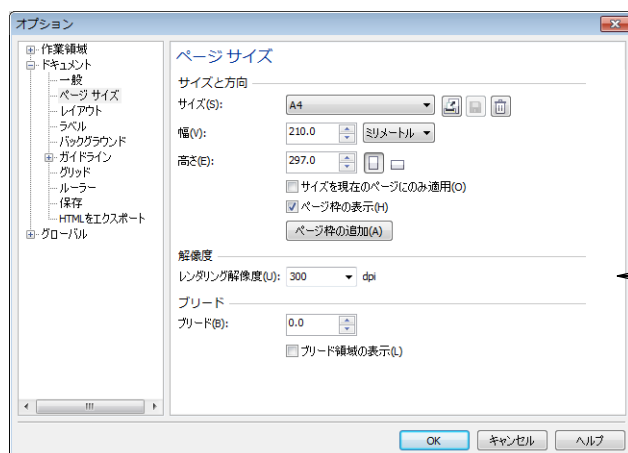 オプション
作業領域
ドキュメント
一般
ページ サイズ
レイアウト
ラベル
バックグラウンド
ガイドライン
グリッド
ルーラー
保存
HTMLをエクスポート
グローバル
ページ サイズ
サイズと方向
サイズ(S): A4
幅(V): 210.0 ミリメートル
高さ(E): 297.0
サイズを現在のページにのみ適用(O)
ページ枠の表示(H)
ページ枠の追加(A)
解像度
レンダリング解像度(U): 300 dpi
ブリード
ブリード(B): 0.0
ブリード領域の表示(L)
OK キャンセル ヘルプ